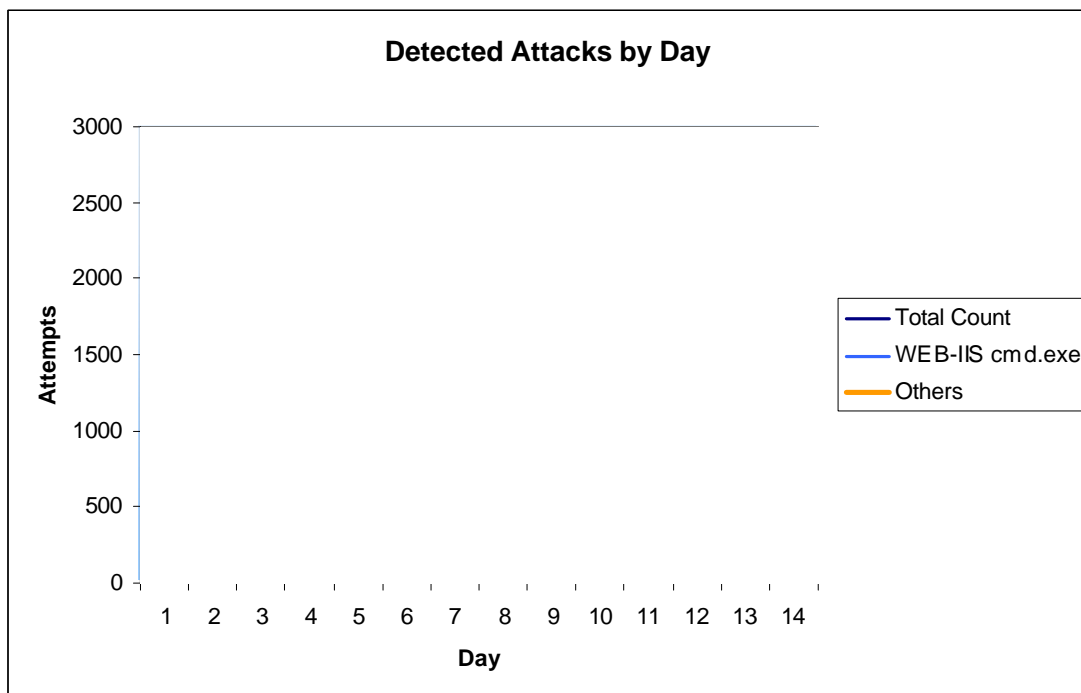 Detected Attacks by Day
3000
2500
2000
1500
1000
500
0
Attempts
1 2 3 4 5 6 7 8 9 10 11 12 13 14
Day
Total Count
WEB-IIS cmd.exe
Others